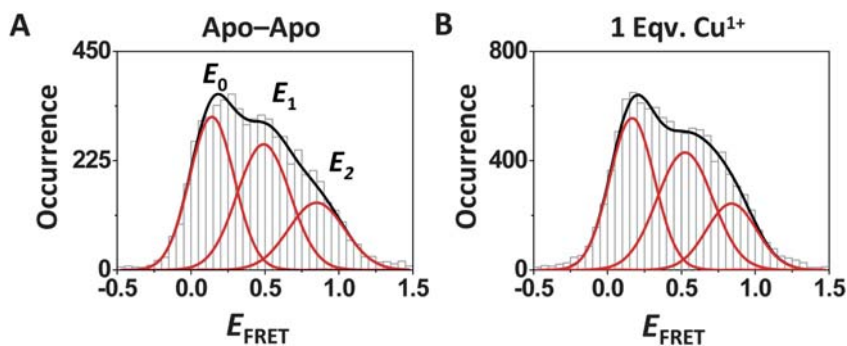 A
Apo–Apo
450
225
0
Occurrence
E0
E1
E2
-0.5 0.0 0.5 1.0 1.5
EFRET
B
1 Eqv. Cu1+
800
400
0
Occurrence
-0.5 0.0 0.5 1.0 1.5
EFRET